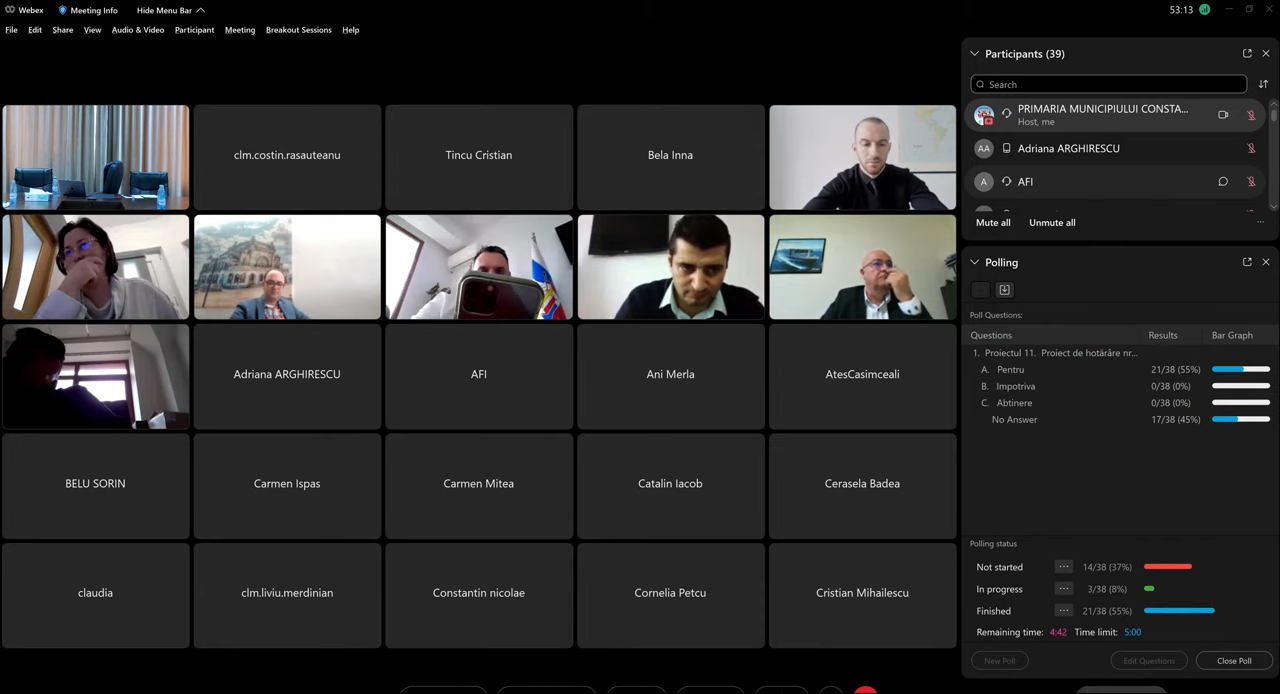 Webex Meeting Info Hide Menu Bar 53:13
File Edit Share View Audio & Video Participant Meeting Breakout Sessions Help
Participants (39)
Search
PRIMARIA MUNICIPIULUI CONSTA...
Host, me
AA Adriana ARGHIRESCU
A AFI
Mute all Unmute all ...
clm.costin.rasauteanu
Tincu Cristian
Bela Inna
Adriana ARGHIRESCU
AFI
Ani Merla
AtesCasimceali
BELU SORIN
Carmen Ispas
Carmen Mitea
Catalin Iacob
Cerasela Badea
claudia
clm.liviu.merdinian
Constantin nicolae
Cornelia Petcu
Cristian Mihailescu
Polling
Poll Questions:
Questions Results Bar Graph
1. Proiectul 11. Proiect de hotărâre nr...
A. Pentru 21/38 (55%)
B. Impotriva 0/38 (0%)
C. Abtinere 0/38 (0%)
No Answer 17/38 (45%)
Polling status
Not started ... 14/38 (37%)
In progress ... 3/38 (8%)
Finished ... 21/38 (55%)
Remaining time: 4:42 Time limit: 5:00
New Poll Edit Questions Close Poll